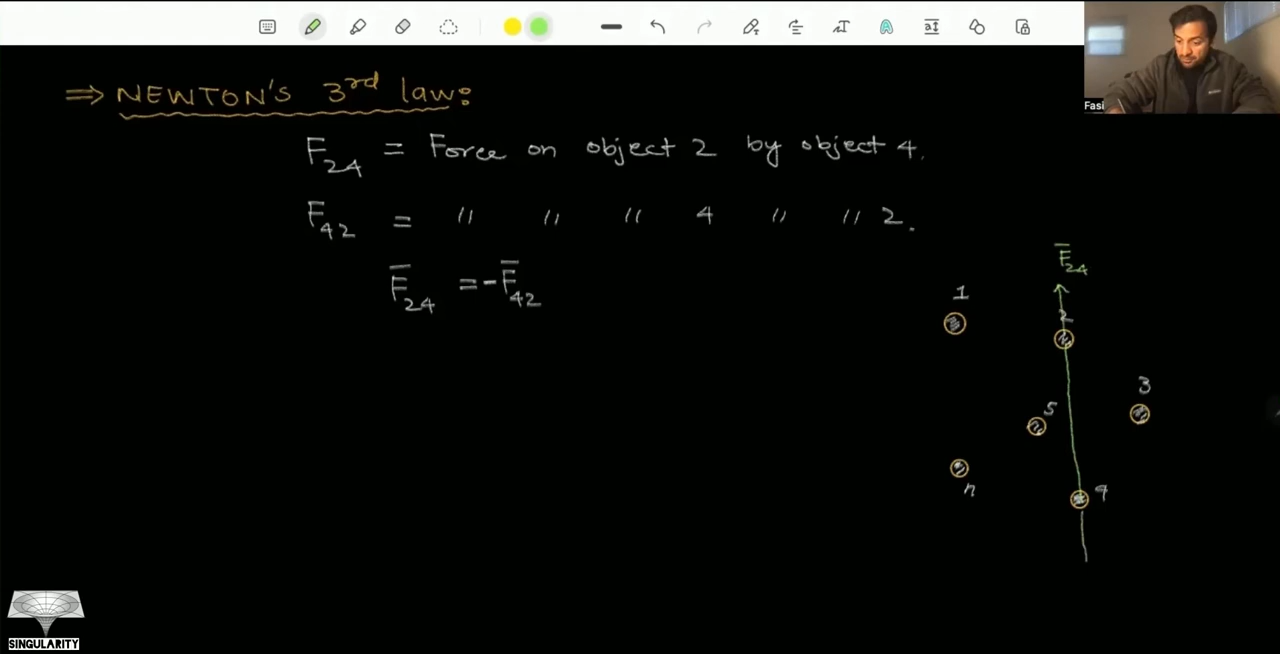 Fasi
⇒ NEWTON'S 3rd law:
F24 = Force on object 2 by object 4.
F42 = " " " 4 " " 2.
F̄24 = -F̄42
F̄24
1
2
3
5
n
4
SINGULARITY